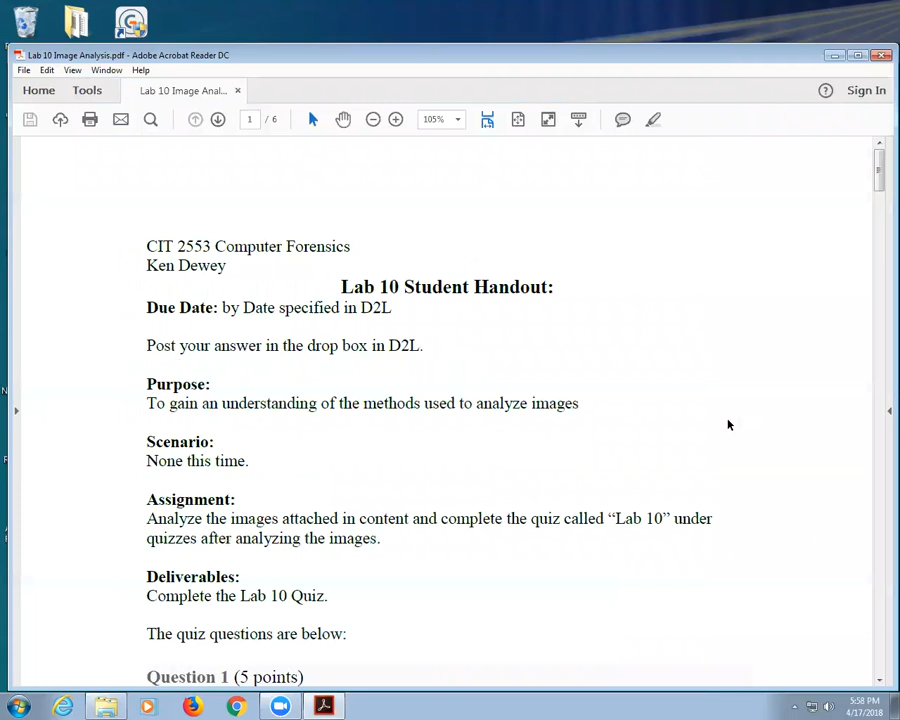 Lab 10 Image Analysis.pdf - Adobe Acrobat Reader DC
File Edit View Window Help
Home Tools Lab 10 Image Anal... × Sign In
1 / 6 105%
CIT 2553 Computer Forensics
Ken Dewey
Lab 10 Student Handout:
Due Date: by Date specified in D2L
Post your answer in the drop box in D2L.
Purpose:
To gain an understanding of the methods used to analyze images
Scenario:
None this time.
Assignment:
Analyze the images attached in content and complete the quiz called “Lab 10” under
quizzes after analyzing the images.
Deliverables:
Complete the Lab 10 Quiz.
The quiz questions are below:
Question 1 (5 points)
5:58 PM
4/17/2018